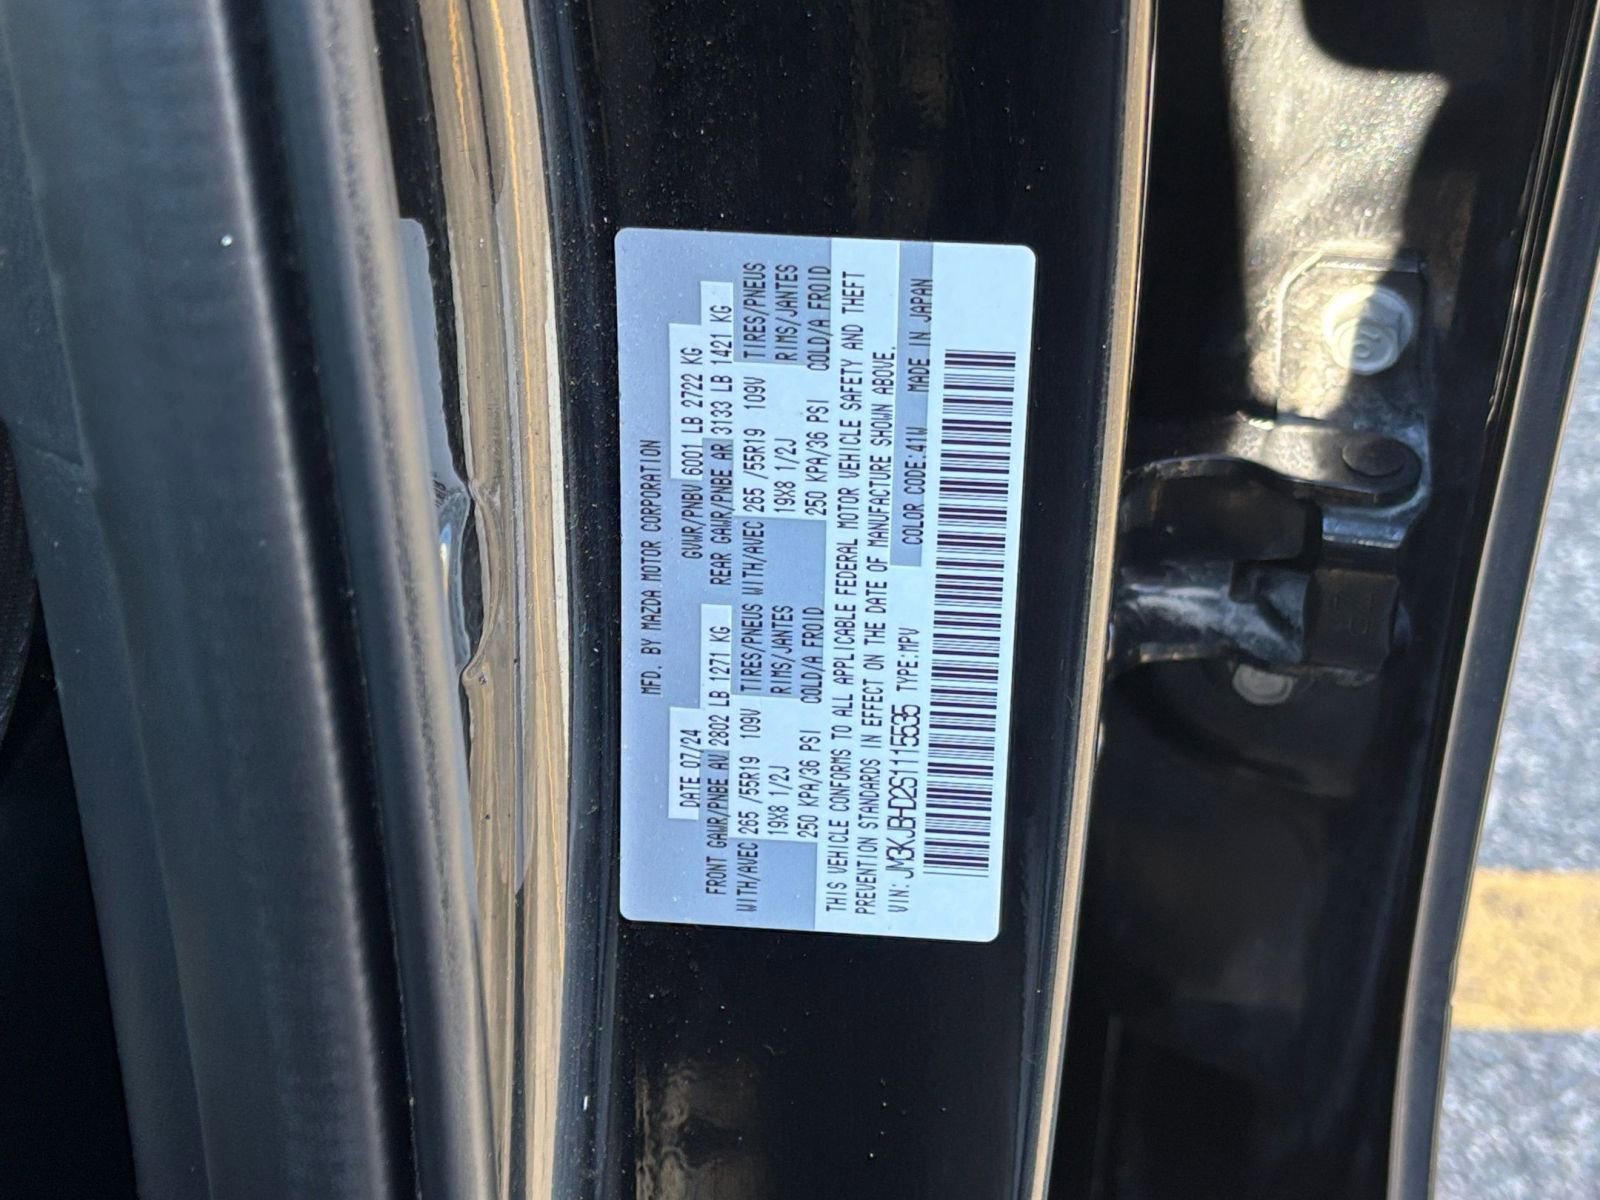 MFD. BY MAZDA MOTOR CORPORATION
DATE 07/24 GVWR/PNBV 6001 LB 2722 KG
FRONT GAWR/PNBE AV 2802 LB 1271 KG REAR GAWR/PNBE AR 3133 LB 1421 KG
WITH/AVEC 265 /55R19 109V TIRES/PNEUS WITH/AVEC 265 /55R19 109V TIRES/PNEUS
19X8 1/2J RIMS/JANTES 19X8 1/2J RIMS/JANTES
250 KPA/36 PSI COLD/A FROID 250 KPA/36 PSI COLD/A FROID
THIS VEHICLE CONFORMS TO ALL APPLICABLE FEDERAL MOTOR VEHICLE SAFETY AND THEFT
PREVENTION STANDARDS IN EFFECT ON THE DATE OF MANUFACTURE SHOWN ABOVE.
VIN: JM3KJBHD2S1115535 TYPE:MPV COLOR CODE:41W MADE IN JAPAN